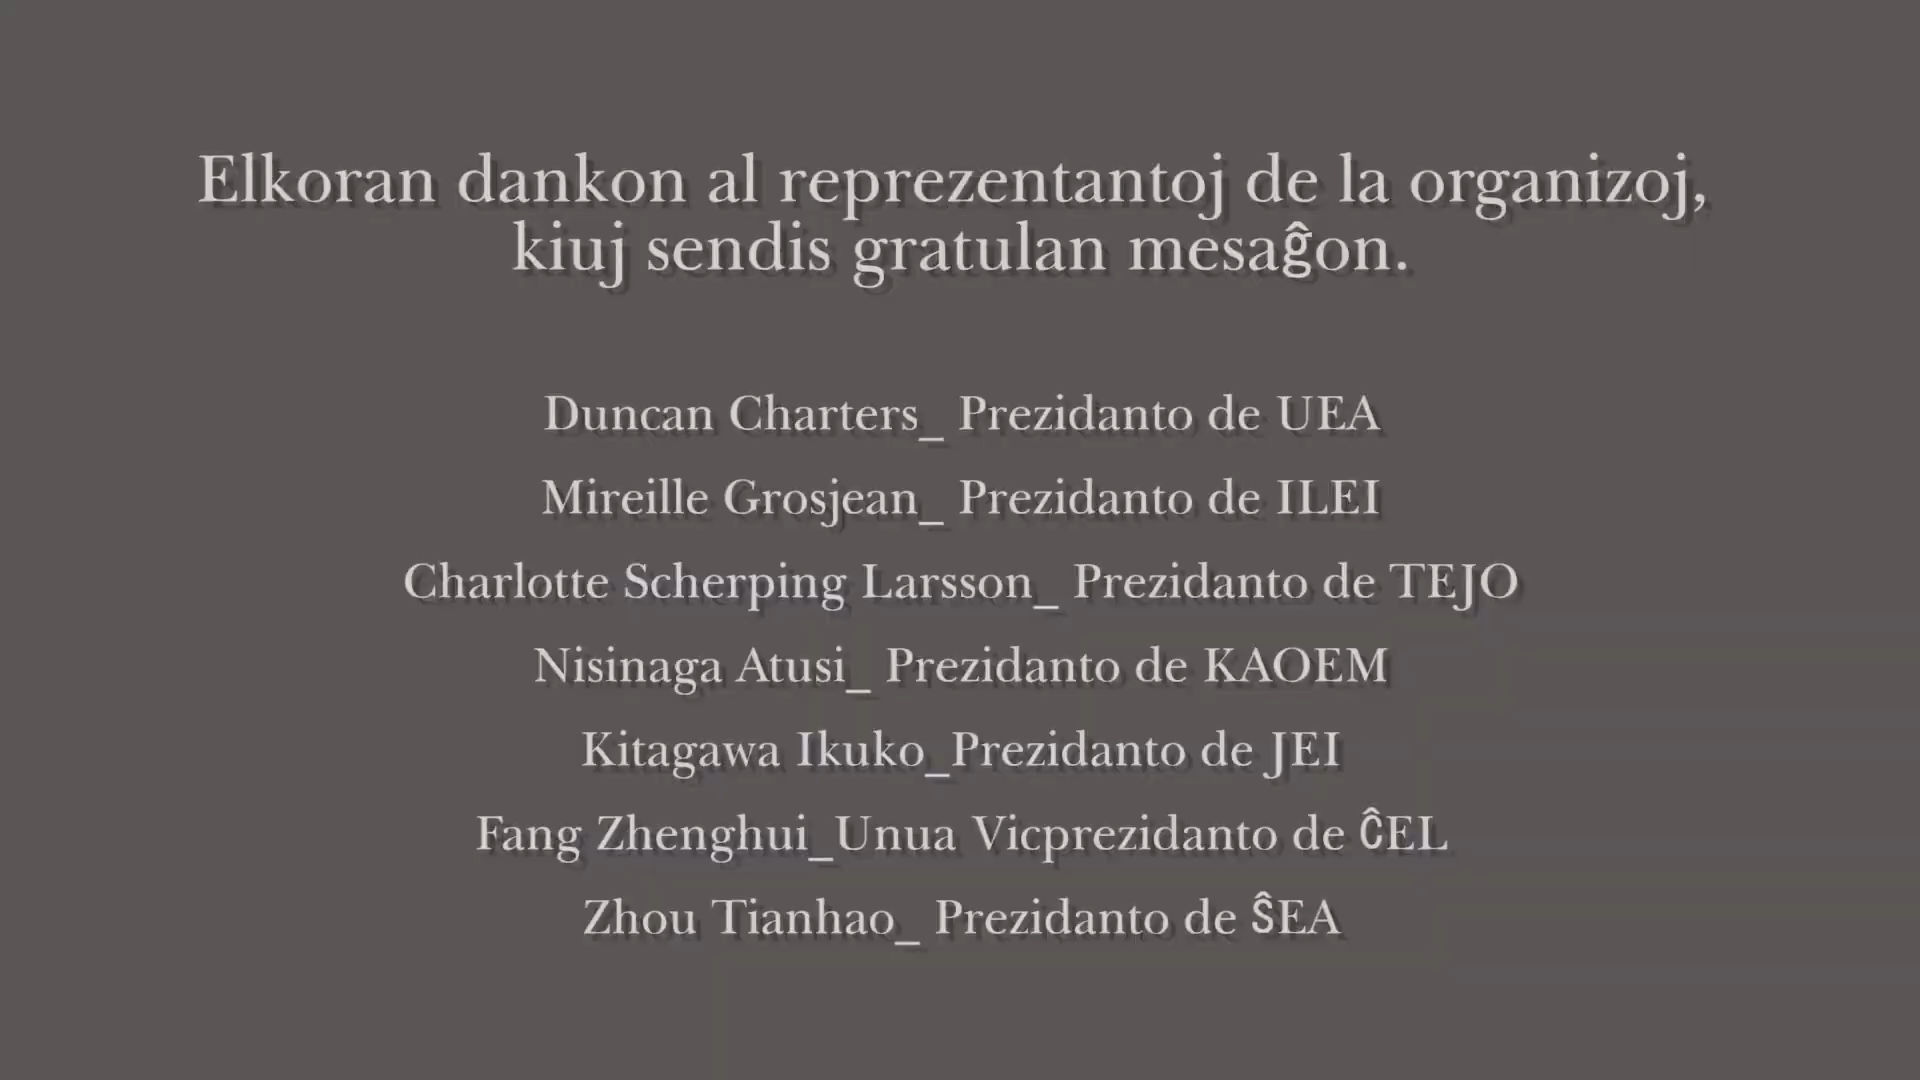 Elkoran dankon al reprezentantoj de la organizoj,
kiuj sendis gratulan mesaĝon.
Duncan Charters_ Prezidanto de UEA
Mireille Grosjean_ Prezidanto de ILEI
Charlotte Scherping Larsson_ Prezidanto de TEJO
Nisinaga Atusi_ Prezidanto de KAOEM
Kitagawa Ikuko_Prezidanto de JEI
Fang Zhenghui_Unua Vicprezidanto de ĈEL
Zhou Tianhao_ Prezidanto de ŜEA